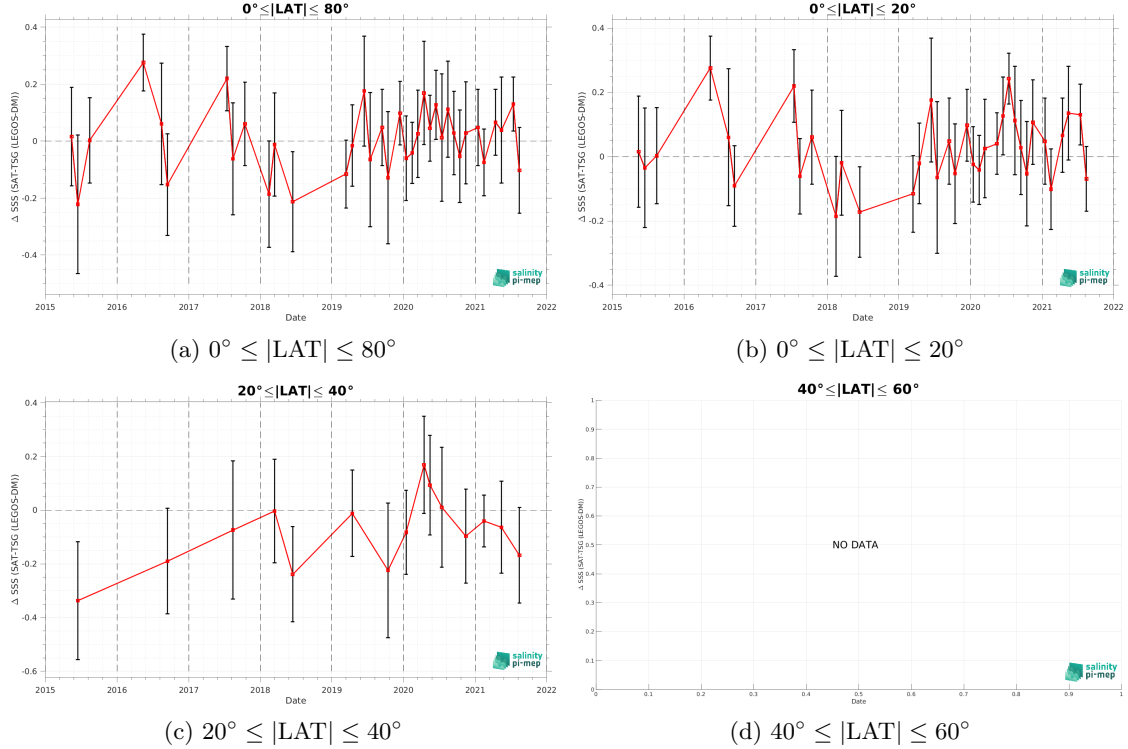 0°≤|LAT|≤ 80°
Δ SSS (SAT-TSG (LEGOS-DM))
0.4
0.2
0
-0.2
-0.4
2015 2016 2017 2018 2019 2020 2021 2022
Date
salinity
pi-mep
(a) 0° ≤ |LAT| ≤ 80°
0°≤|LAT|≤ 20°
Δ SSS (SAT-TSG (LEGOS-DM))
0.4
0.2
0
-0.2
-0.4
2015 2016 2017 2018 2019 2020 2021 2022
Date
salinity
pi-mep
(b) 0° ≤ |LAT| ≤ 20°
20°≤|LAT|≤ 40°
Δ SSS (SAT-TSG (LEGOS-DM))
0.4
0.2
0
-0.2
-0.4
-0.6
2015 2016 2017 2018 2019 2020 2021 2022
Date
salinity
pi-mep
(c) 20° ≤ |LAT| ≤ 40°
40°≤|LAT|≤ 60°
Δ SSS (SAT-TSG (LEGOS-DM))
1
0.9
0.8
0.7
0.6
0.5
0.4
0.3
0.2
0.1
0
NO DATA
0 0.1 0.2 0.3 0.4 0.5 0.6 0.7 0.8 0.9 1
Date
salinity
pi-mep
(d) 40° ≤ |LAT| ≤ 60°